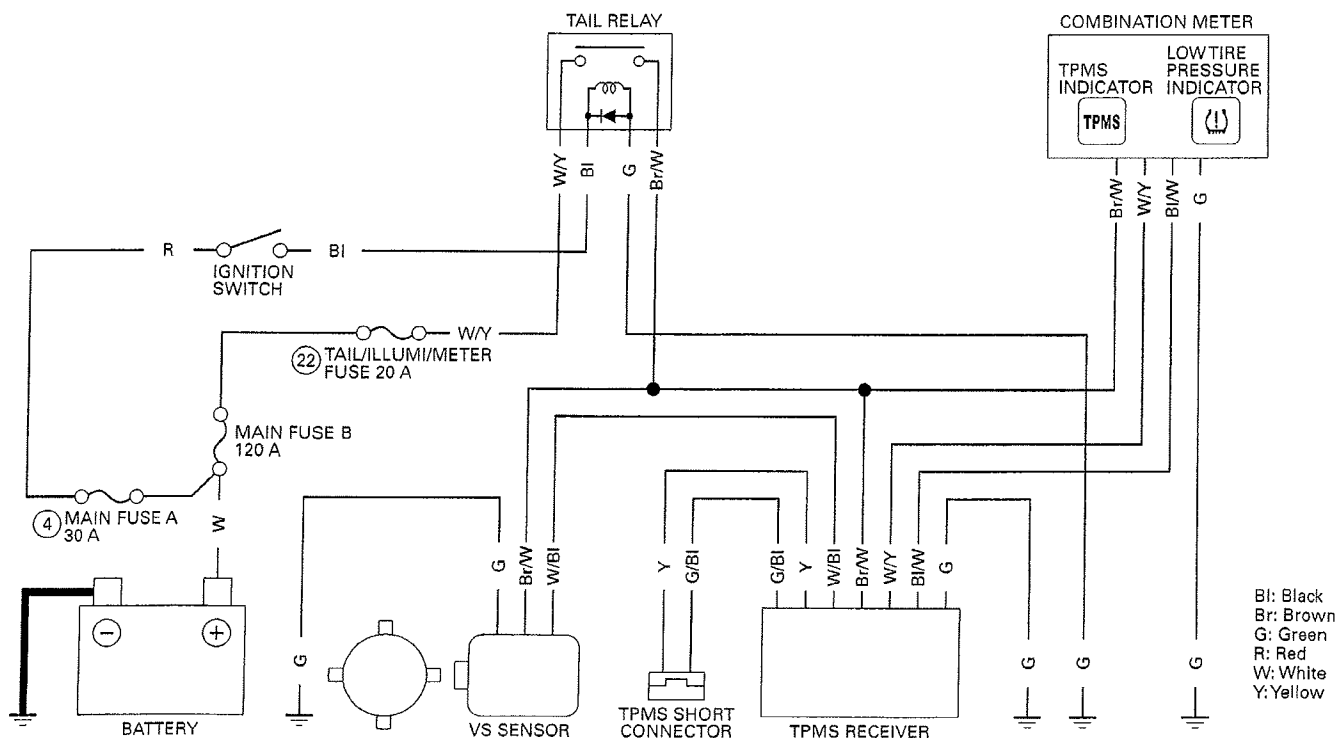 TAIL RELAY
COMBINATION METER
TPMS
INDICATOR
LOW TIRE
PRESSURE
INDICATOR
TPMS
W/Y
Bl
G
Br/W
Br/W
W/Y
Bl/W
G
R
Bl
IGNITION
SWITCH
W/Y
22
TAIL/ILLUMI/METER
FUSE 20 A
MAIN FUSE B
120 A
4
MAIN FUSE A
30 A
W
G
Br/W
W/Bl
Y
G/Bl
G/Bl
Y
W/Bl
Br/W
W/Y
Bl/W
G
G
G
G
G
Bl: Black
Br: Brown
G: Green
R: Red
W: White
Y: Yellow
−
+
BATTERY
VS SENSOR
TPMS SHORT
CONNECTOR
TPMS RECEIVER